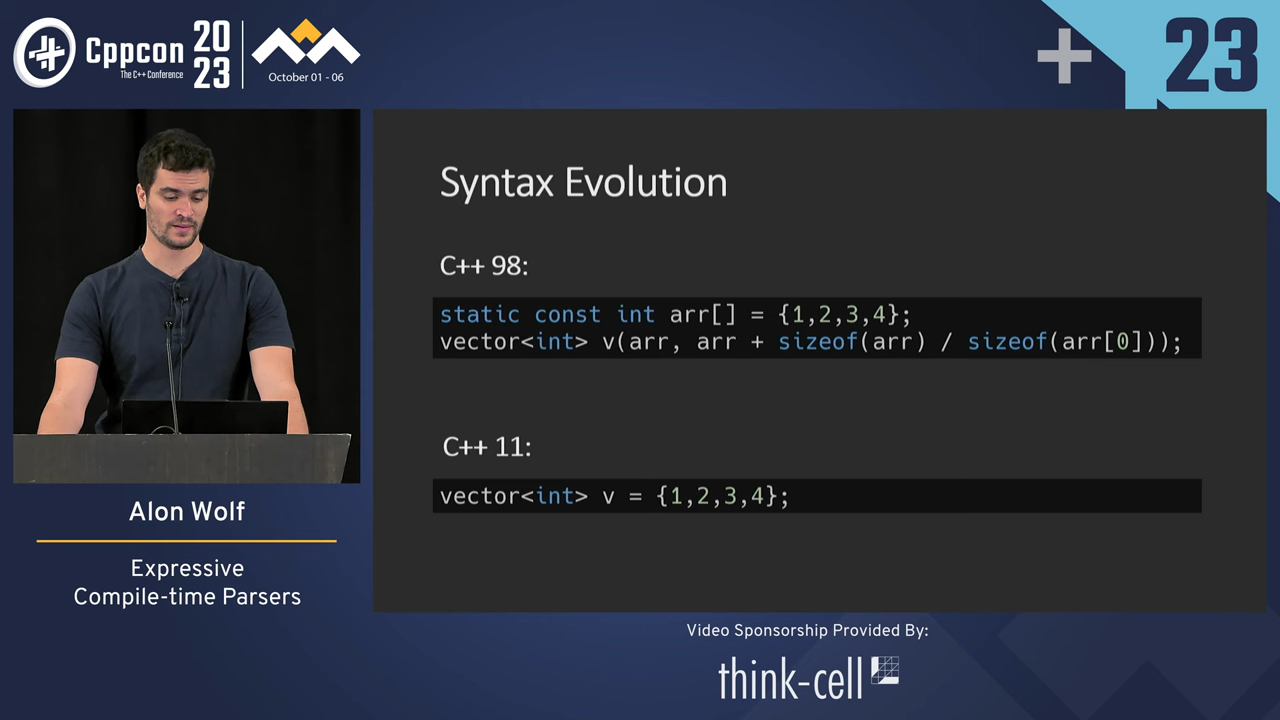 Cppcon
The C++ Conference
20
23
October 01 - 06
23
Syntax Evolution
C++ 98:
static const int arr[] = {1,2,3,4};
vector<int> v(arr, arr + sizeof(arr) / sizeof(arr[0]));
C++ 11:
vector<int> v = {1,2,3,4};
Alon Wolf
Expressive
Compile-time Parsers
Video Sponsorship Provided By:
think-cell